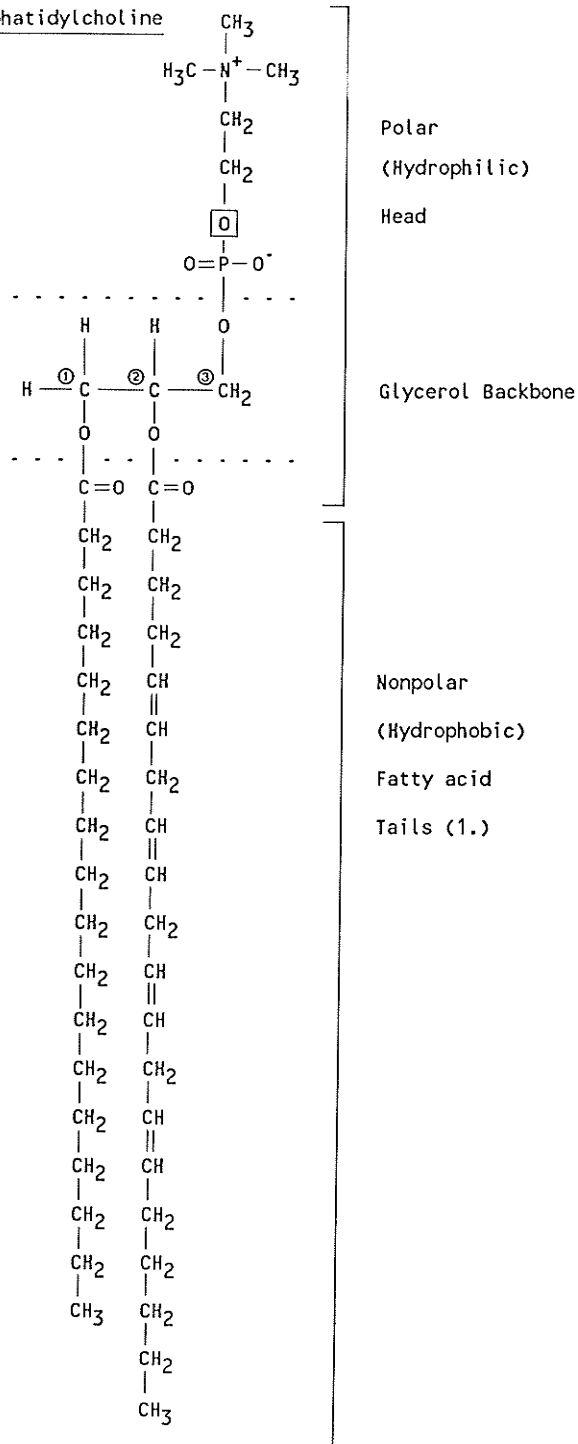 hatidylcholine
CH3
H3C–N+–CH3
CH2 Polar
CH2 (Hydrophilic)
O Head
O=P–O-
H H O
H ① C ② C ③ CH2 Glycerol Backbone
O O
C=O C=O
CH2 CH2
CH2 CH2
CH2 CH2
CH2 CH Nonpolar
CH2 CH (Hydrophobic)
CH2 CH2 Fatty acid
CH2 CH Tails (1.)
CH2 CH
CH2 CH2
CH2 CH
CH2 CH
CH2 CH2
CH2 CH
CH2 CH
CH2 CH2
CH2 CH2
CH3 CH2
CH2
CH3